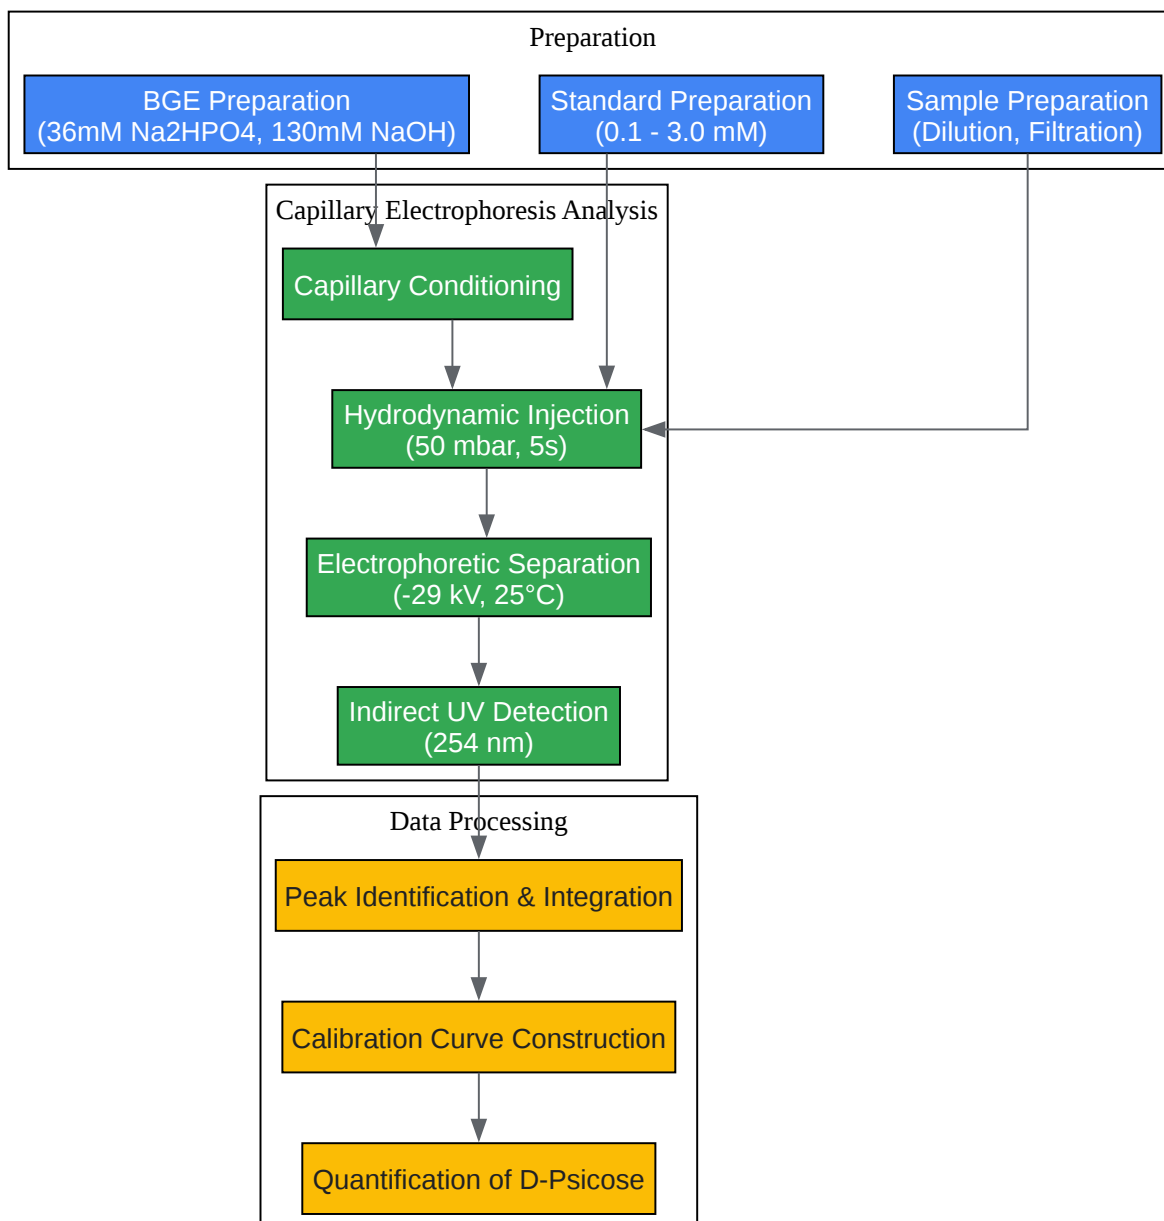 Preparation
BGE Preparation
(36mM Na2HPO4, 130mM NaOH)
Standard Preparation
(0.1 - 3.0 mM)
Sample Preparation
(Dilution, Filtration)
Capillary Electrophoresis Analysis
Capillary Conditioning
Hydrodynamic Injection
(50 mbar, 5s)
Electrophoretic Separation
(-29 kV, 25°C)
Indirect UV Detection
(254 nm)
Data Processing
Peak Identification & Integration
Calibration Curve Construction
Quantification of D-Psicose